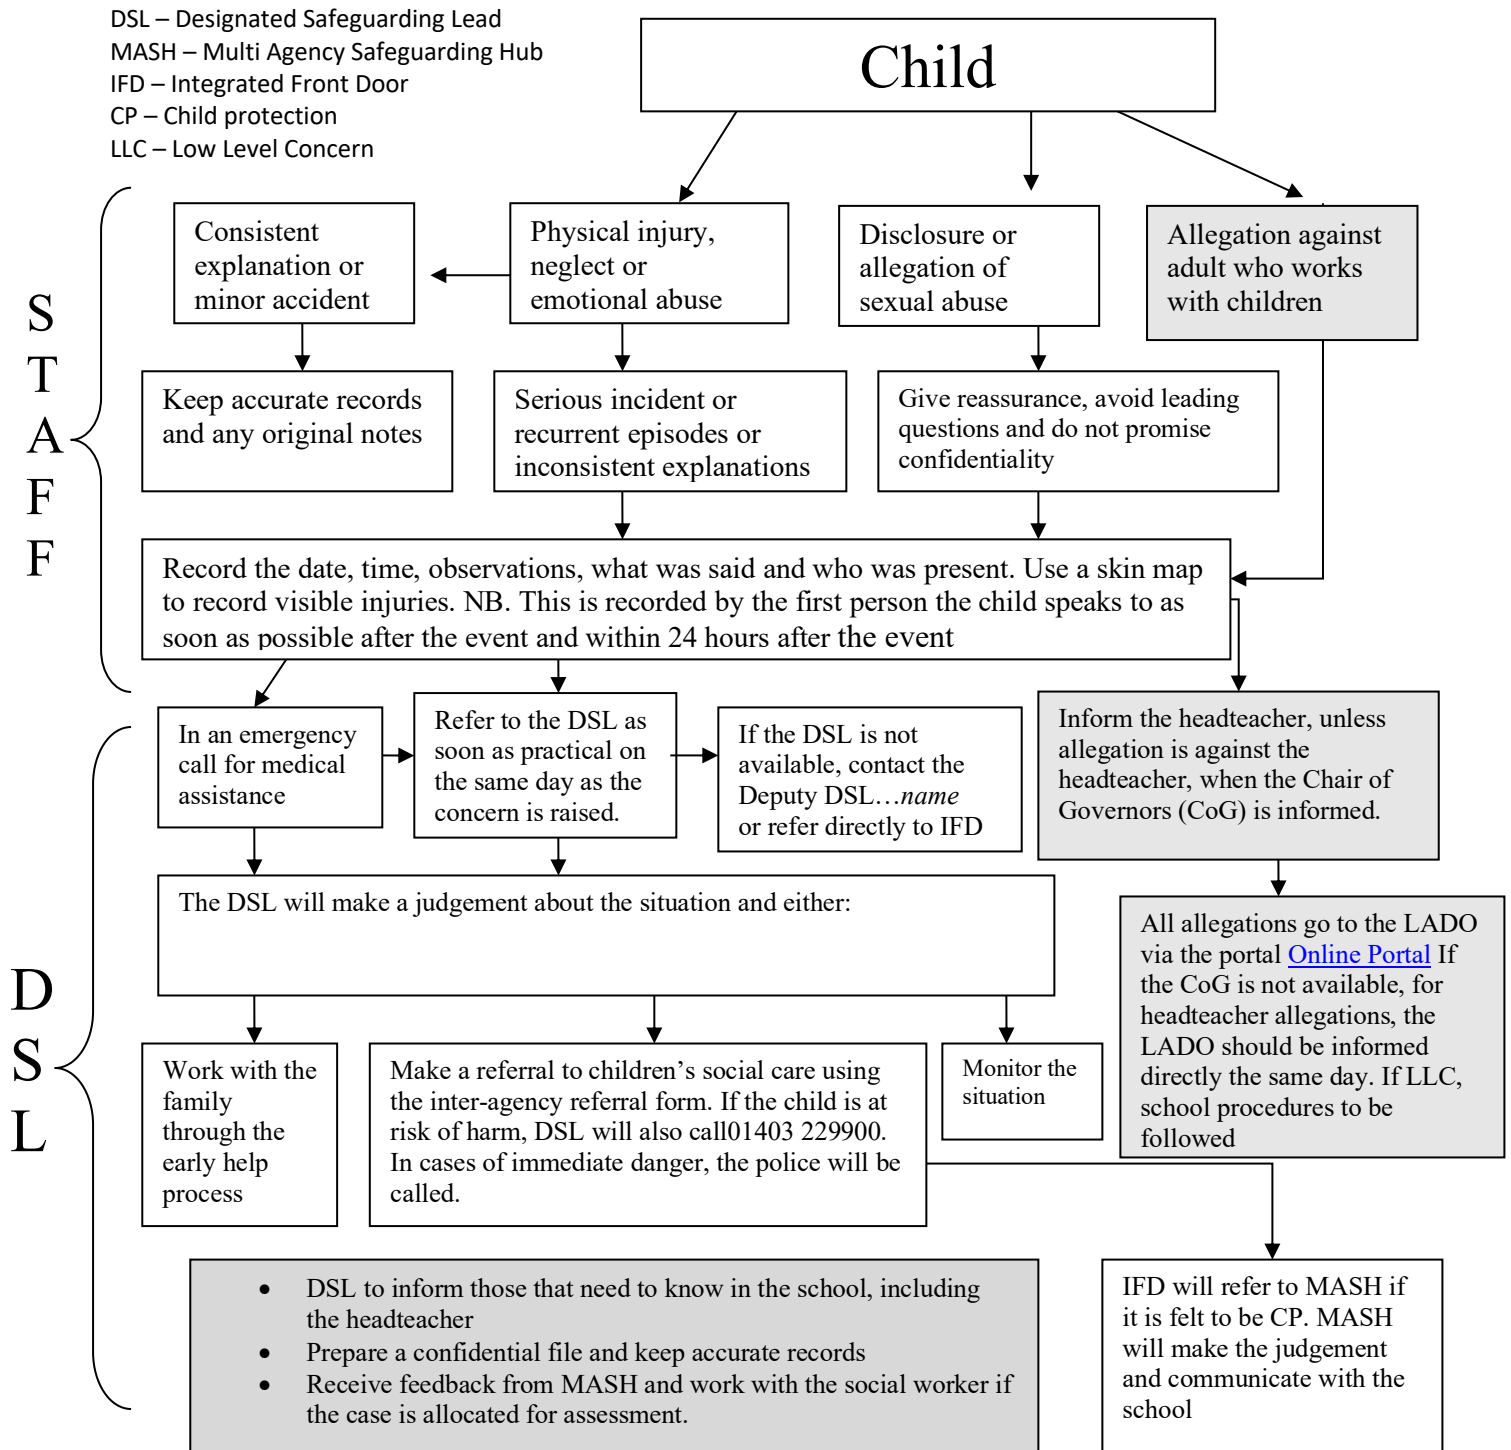 DSL – Designated Safeguarding Lead
MASH – Multi Agency Safeguarding Hub
IFD – Integrated Front Door
CP – Child protection
LLC – Low Level Concern
Child
S
T
A
F
F
Consistent
explanation or
minor accident
Physical injury,
neglect or
emotional abuse
Disclosure or
allegation of
sexual abuse
Allegation against
adult who works
with children
Keep accurate records
and any original notes
Serious incident or
recurrent episodes or
inconsistent explanations
Give reassurance, avoid leading
questions and do not promise
confidentiality
Record the date, time, observations, what was said and who was present. Use a skin map
to record visible injuries. NB. This is recorded by the first person the child speaks to as
soon as possible after the event and within 24 hours after the event
D
S
L
In an emergency
call for medical
assistance
Refer to the DSL as
soon as practical on
the same day as the
concern is raised.
If the DSL is not
available, contact the
Deputy DSL…name
or refer directly to IFD
Inform the headteacher, unless
allegation is against the
headteacher, when the Chair of
Governors (CoG) is informed.
The DSL will make a judgement about the situation and either:
All allegations go to the LADO
via the portal Online Portal If
the CoG is not available, for
headteacher allegations, the
LADO should be informed
directly the same day. If LLC,
school procedures to be
followed
Work with the
family
through the
early help
process
Make a referral to children’s social care using
the inter-agency referral form. If the child is at
risk of harm, DSL will also call01403 229900.
In cases of immediate danger, the police will be
called.
Monitor the
situation
• DSL to inform those that need to know in the school, including
the headteacher
• Prepare a confidential file and keep accurate records
• Receive feedback from MASH and work with the social worker if
the case is allocated for assessment.
IFD will refer to MASH if
it is felt to be CP. MASH
will make the judgement
and communicate with the
school